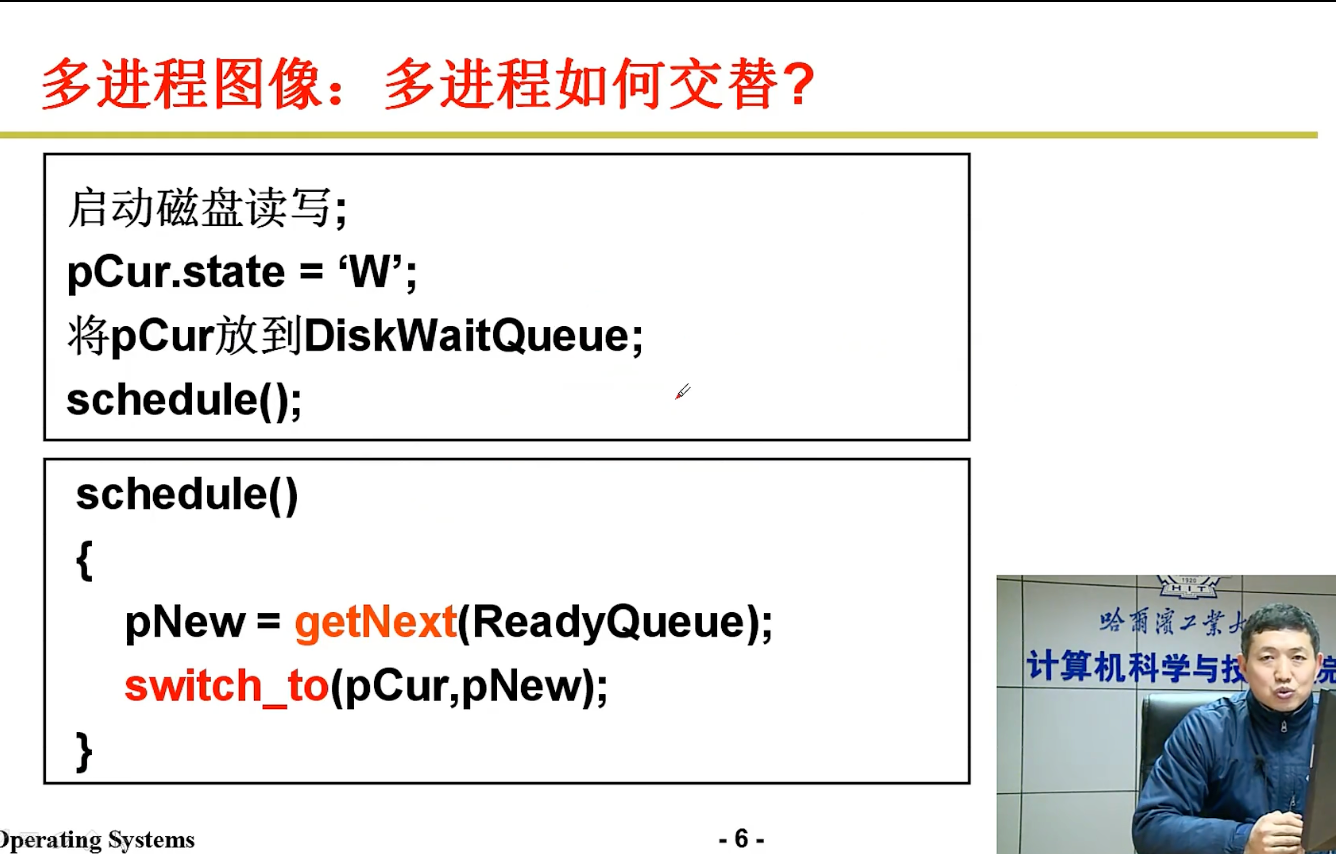 多进程图像：多进程如何交替?
启动磁盘读写;
pCur.state = ‘W’;
将pCur放到DiskWaitQueue;
schedule();
schedule()
{
pNew = getNext(ReadyQueue);
switch_to(pCur,pNew);
}
1920
HIT
哈爾濱工業大
计算机科学与技
院
Operating Systems
- 6 -